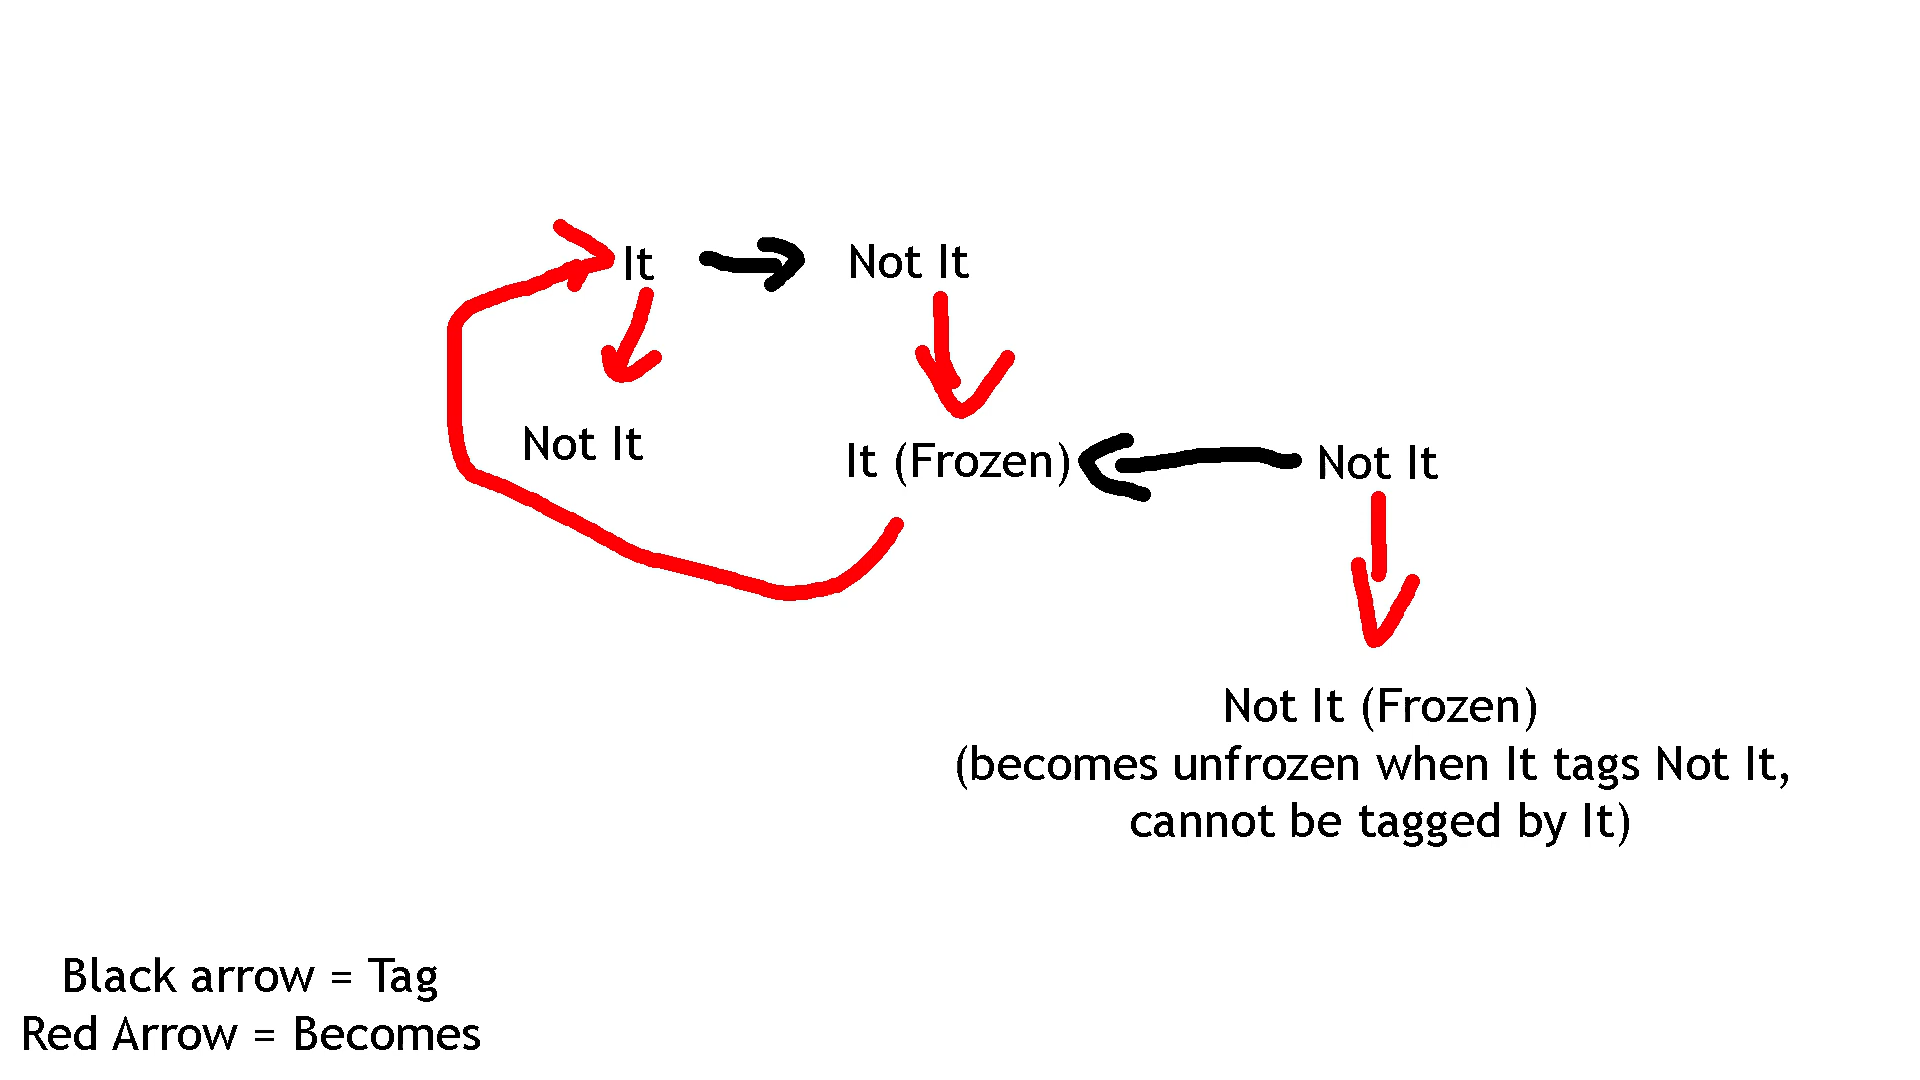 It
Not It
Not It
It (Frozen)
Not It
Not It (Frozen)
(becomes unfrozen when It tags Not It,
cannot be tagged by It)
Black arrow = Tag
Red Arrow = Becomes